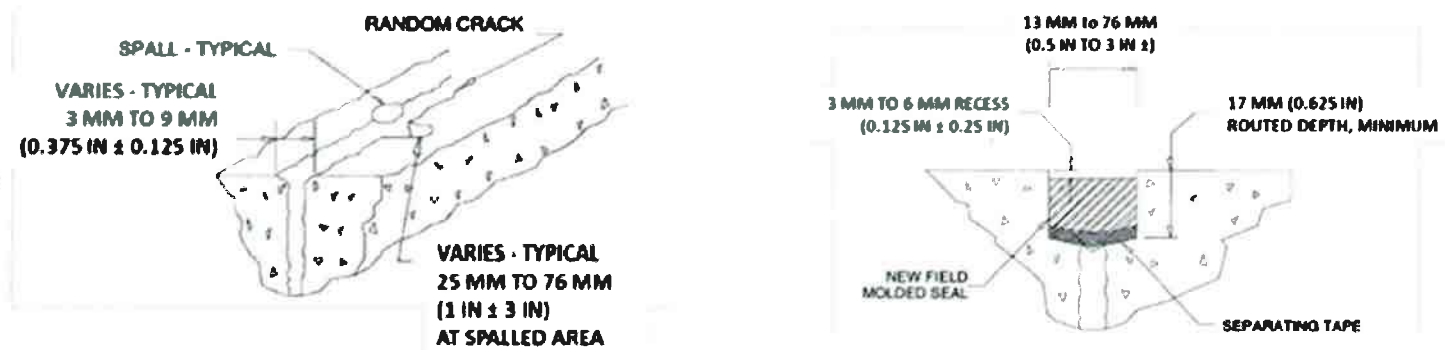 RANDOM CRACK
SPALL - TYPICAL
VARIES - TYPICAL
3 MM TO 9 MM
(0.375 IN ± 0.125 IN)
VARIES - TYPICAL
25 MM TO 76 MM
(1 IN ± 3 IN)
AT SPALLED AREA
13 MM to 76 MM
(0.5 IN TO 3 IN ±)
3 MM TO 6 MM RECESS
(0.125 IN ± 0.25 IN)
17 MM (0.625 IN)
ROUTED DEPTH, MINIMUM
NEW FIELD
MOLDED SEAL
SEPARATING TAPE